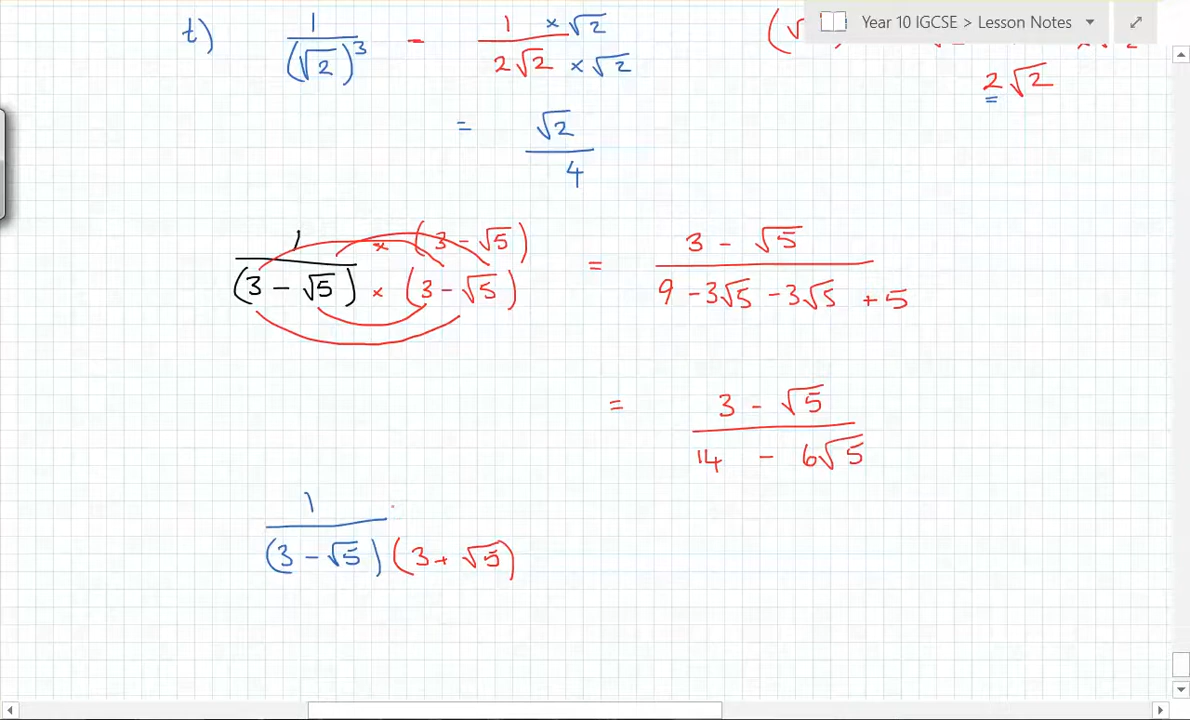 Year 10 IGCSE > Lesson Notes
t) 1/(√2)³ = 1 × √2 / 2√2 × √2
2√2
= √2/4
1 × (3 - √5) / (3 - √5) × (3 - √5) = 3 - √5 / 9 - 3√5 - 3√5 + 5
= 3 - √5 / 14 - 6√5
1 / (3 - √5)(3 + √5)